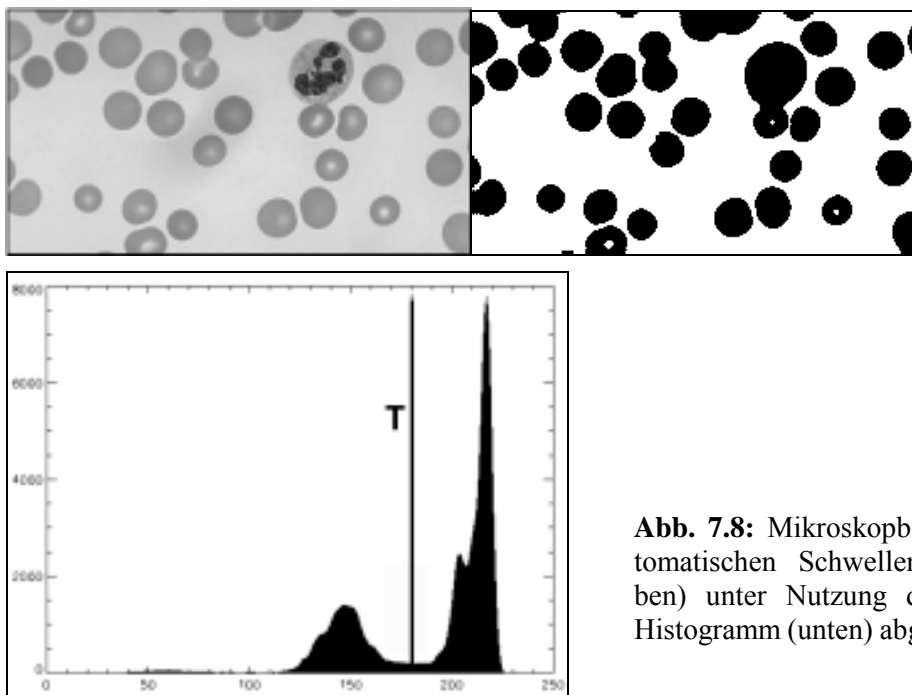 8000
6000
4000
2000
0
T
0 50 100 150 200 250
Abb. 7.8: Mikroskopb
tomatischen Schweller
ben) unter Nutzung d
Histogramm (unten) abg